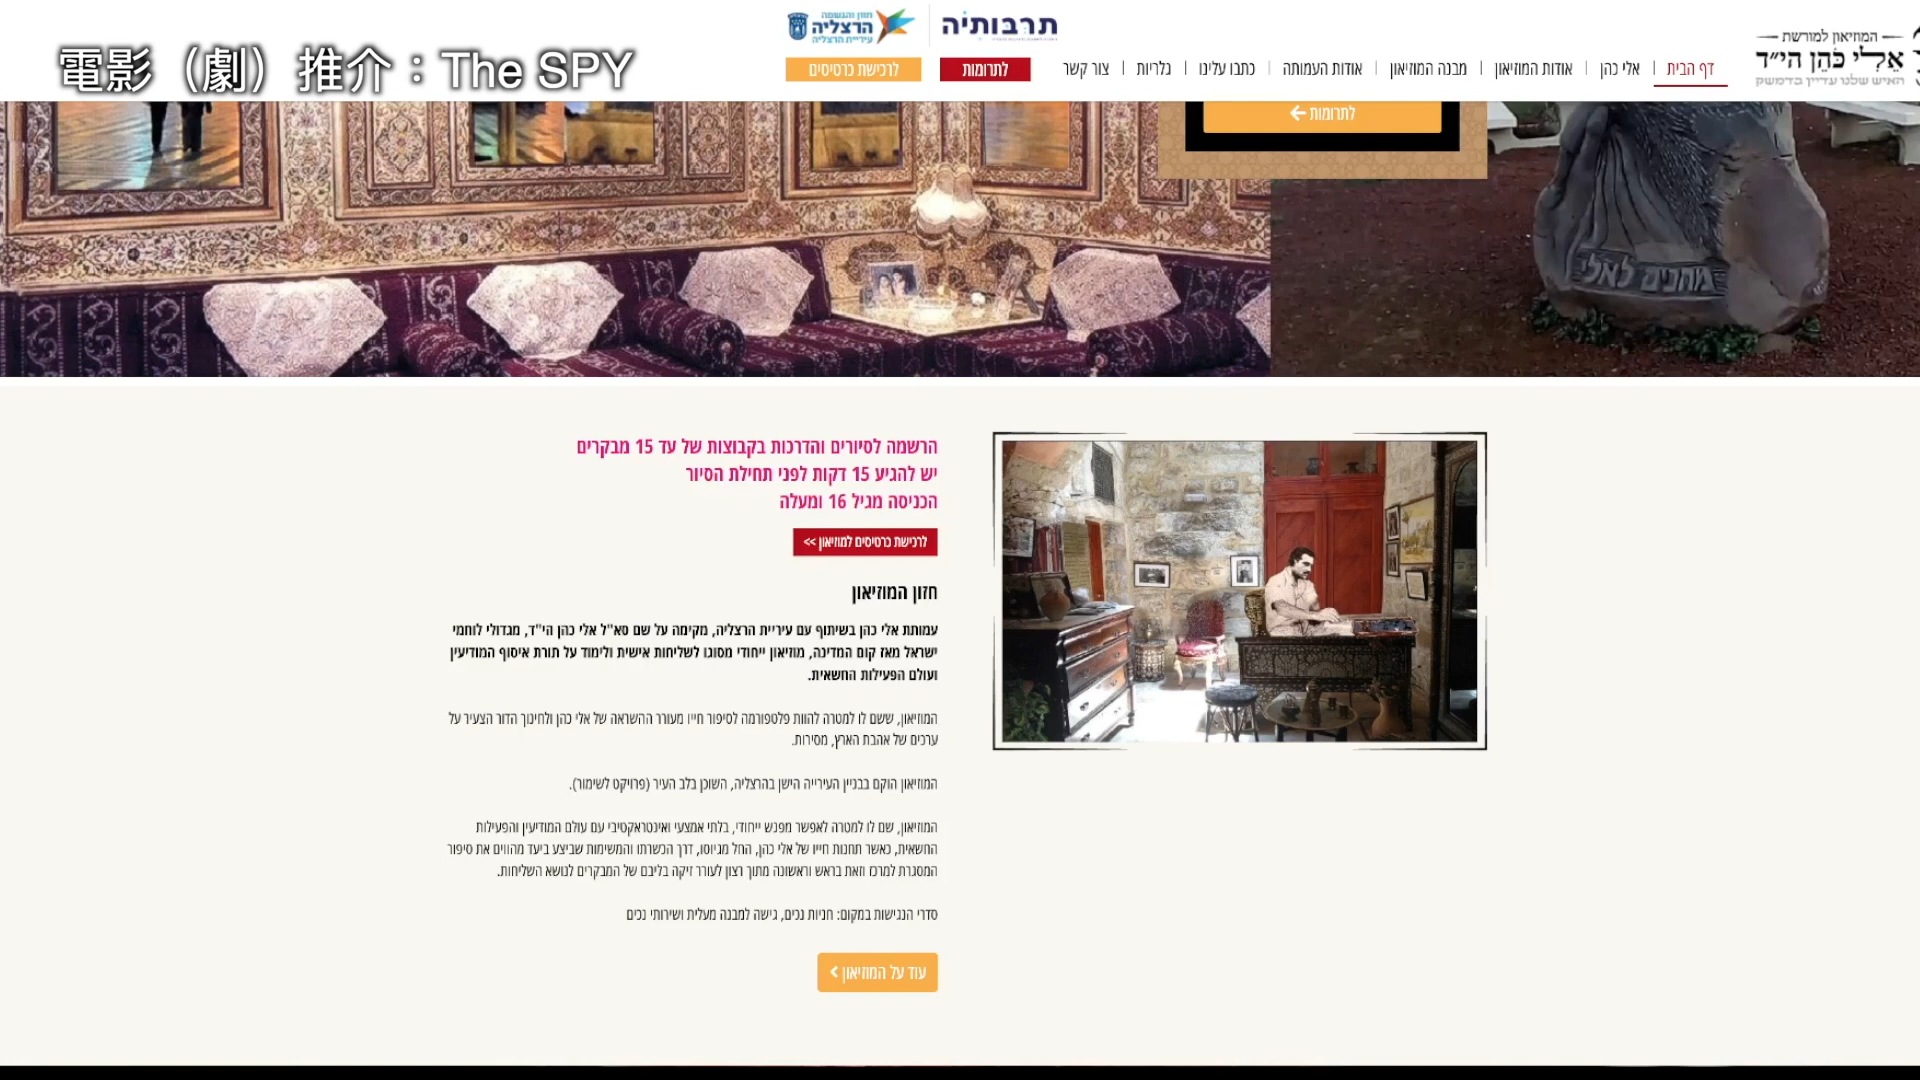 電影（劇）推介：The SPY
חזון והגשמה
הרצליה
עיריית הרצליה
תרבותיה
המוזיאון למורשת
אלי כהן הי״ד
האיש שלנו עדיין בדמשק
דף הבית | אלי כהן | אודות המוזיאון | מבנה המוזיאון | אודות העמותה | כתבו עלינו | גלריות | צור קשר
לתרומות
לרכישת כרטיסים
לתרומות
הרשמה לסיורים והדרכות בקבוצות של עד 15 מבקרים
יש להגיע 15 דקות לפני תחילת הסיור
הכניסה מגיל 16 ומעלה
לרכישת כרטיסים למוזיאון >>
חזון המוזיאון
עמותת אלי כהן בשיתוף עם עיריית הרצליה, מקימה על שם סא"ל אלי כהן הי"ד, מגדולי לוחמי
ישראל מאז קום המדינה, מוזיאון ייחודי מסוגו לשליחות אישית ולימוד על תורת איסוף המודיעין
ועולם הפעילות החשאית.
המוזיאון, ששם לו למטרה להוות פלטפורמה לסיפור חייו מעורר ההשראה של אלי כהן ולחינוך הדור הצעיר על
ערכים של אהבת הארץ, מסירות.
המוזיאון הוקם בבניין העירייה הישן בהרצליה, השוכן בלב העיר (פרויקט לשימור).
המוזיאון, שם לו למטרה לאפשר מפגש ייחודי, בלתי אמצעי ואינטראקטיבי עם עולם המודיעין והפעילות
החשאית, כאשר תחנות חייו של אלי כהן, החל מגיוסו, דרך הכשרתו והמשימות שביצע ביעד מהווים את סיפור
המסגרת למרכז וזאת בראש וראשונה מתוך רצון לעורר זיקה בליבם של המבקרים לנושא השליחות.
סדרי הנגישות במקום: חניות נכים, גישה למבנה מעלית ושירותי נכים
עוד על המוזיאון